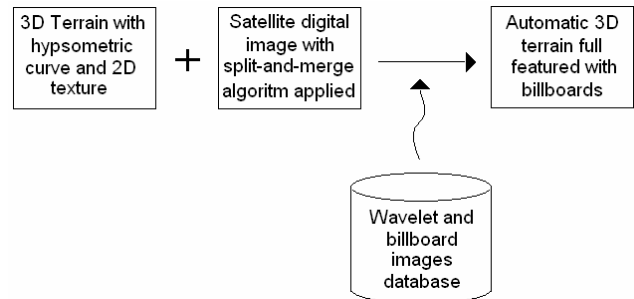 3D Terrain with
hypsometric
curve and 2D
texture
+
Satellite digital
image with
split-and-merge
algoritm applied
Automatic 3D
terrain full
featured with
billboards
Wavelet and
billboard
images
database